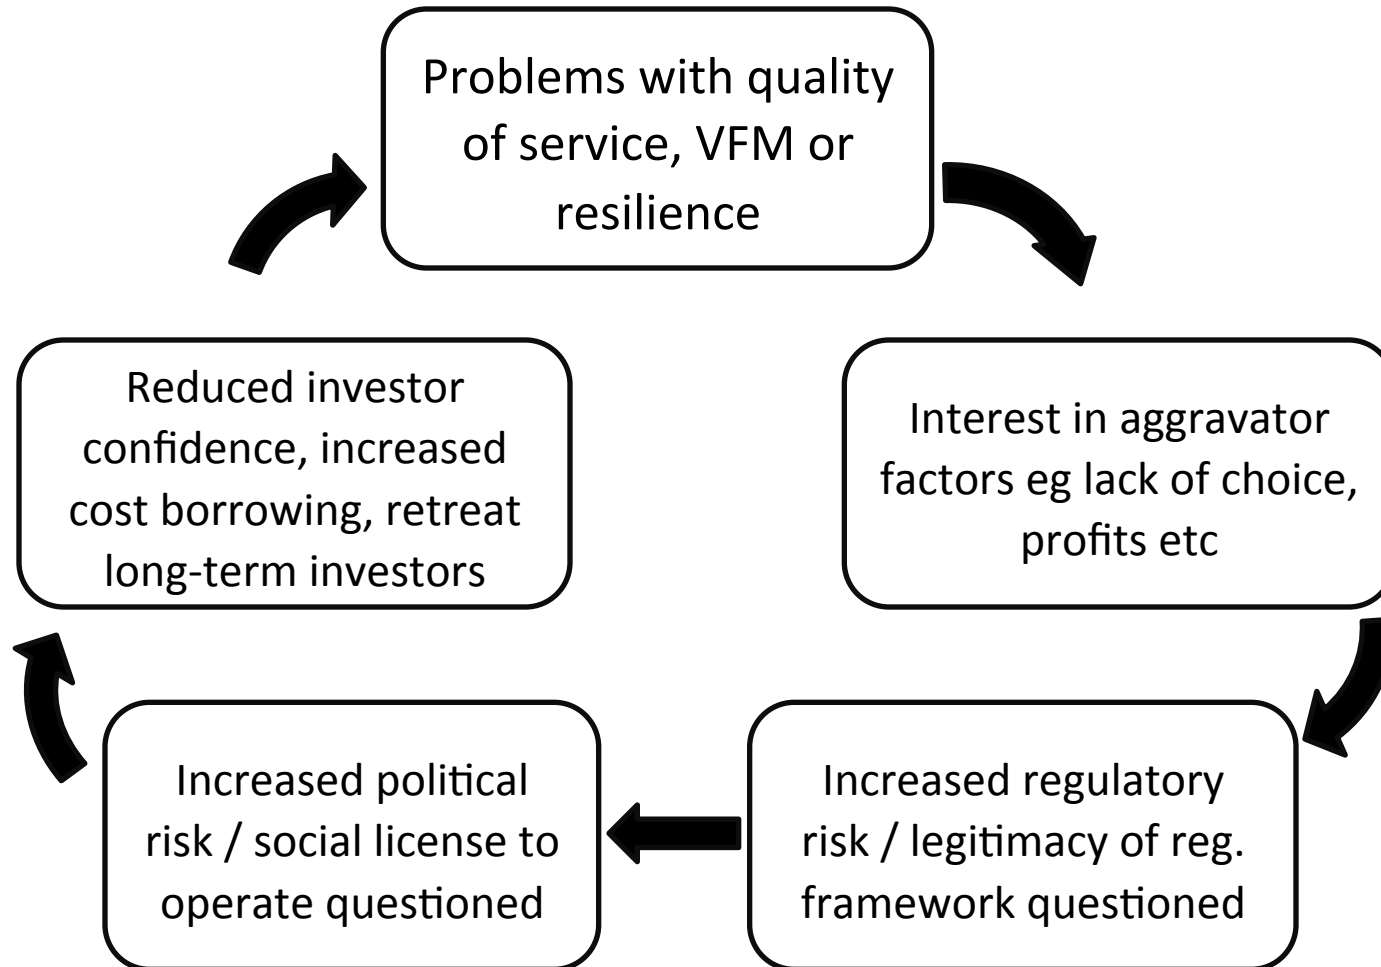 Problems with quality
of service, VFM or
resilience
Interest in aggravator
factors eg lack of choice,
profits etc
Increased regulatory
risk / legitimacy of reg.
framework questioned
Increased political
risk / social license to
operate questioned
Reduced investor
confidence, increased
cost borrowing, retreat
long-term investors